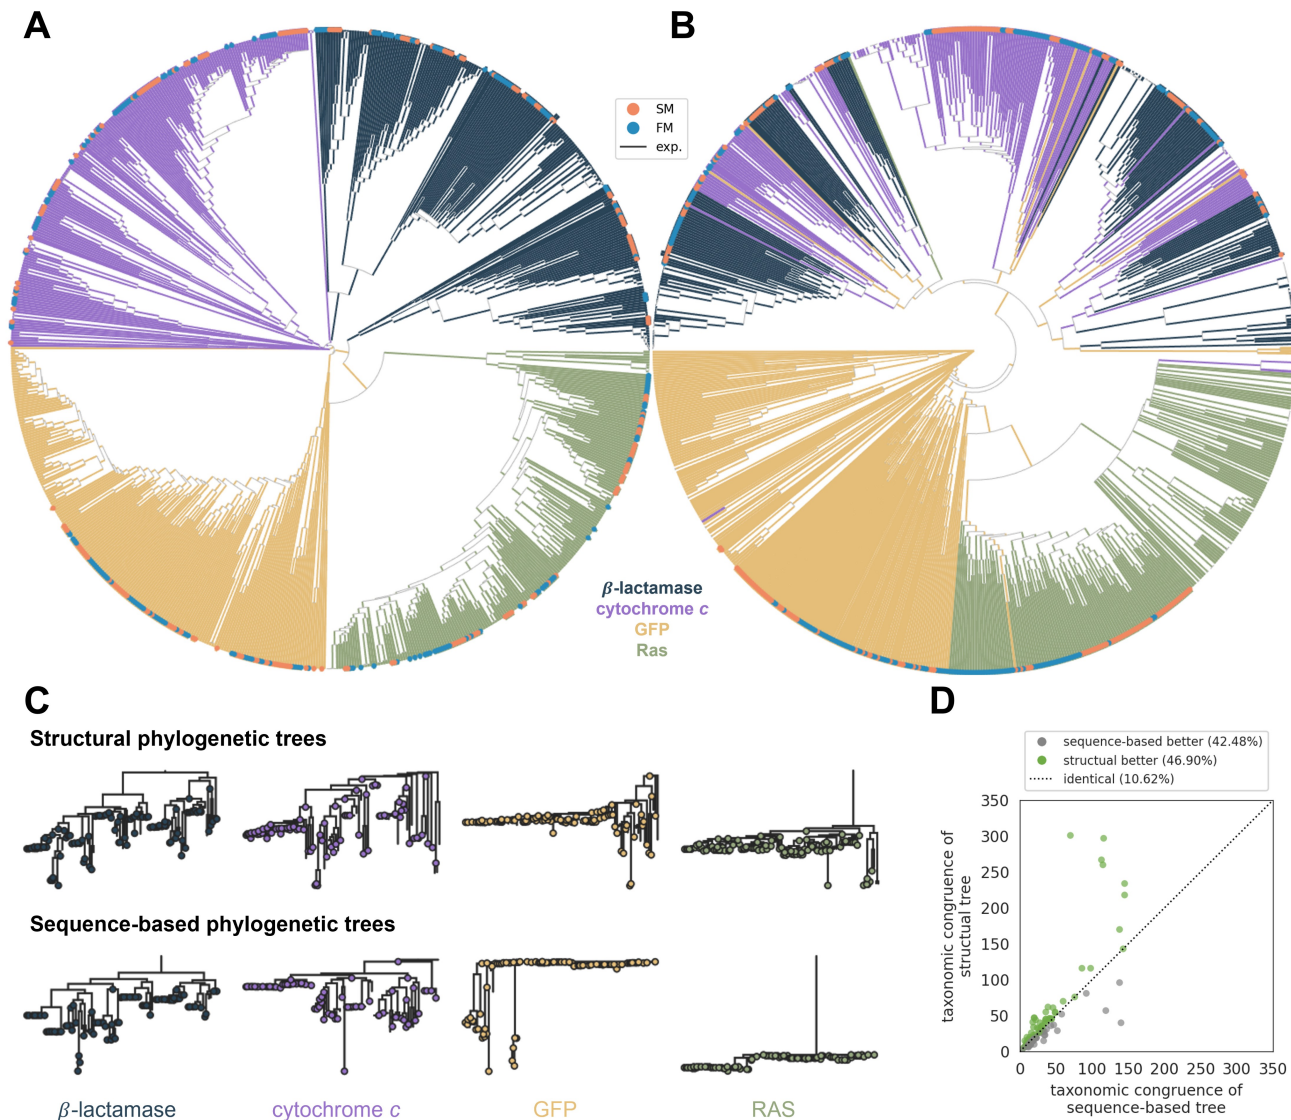 A
B
SM
FM
exp.
β-lactamase
cytochrome c
GFP
Ras
C
D
Structural phylogenetic trees
Sequence-based phylogenetic trees
β-lactamase
cytochrome c
GFP
RAS
sequence-based better (42.48%)
structual better (46.90%)
identical (10.62%)
350
300
250
200
150
100
50
0
taxonomic congruence of
structural tree
0 50 100 150 200 250 300 350
taxonomic congruence of
sequence-based tree